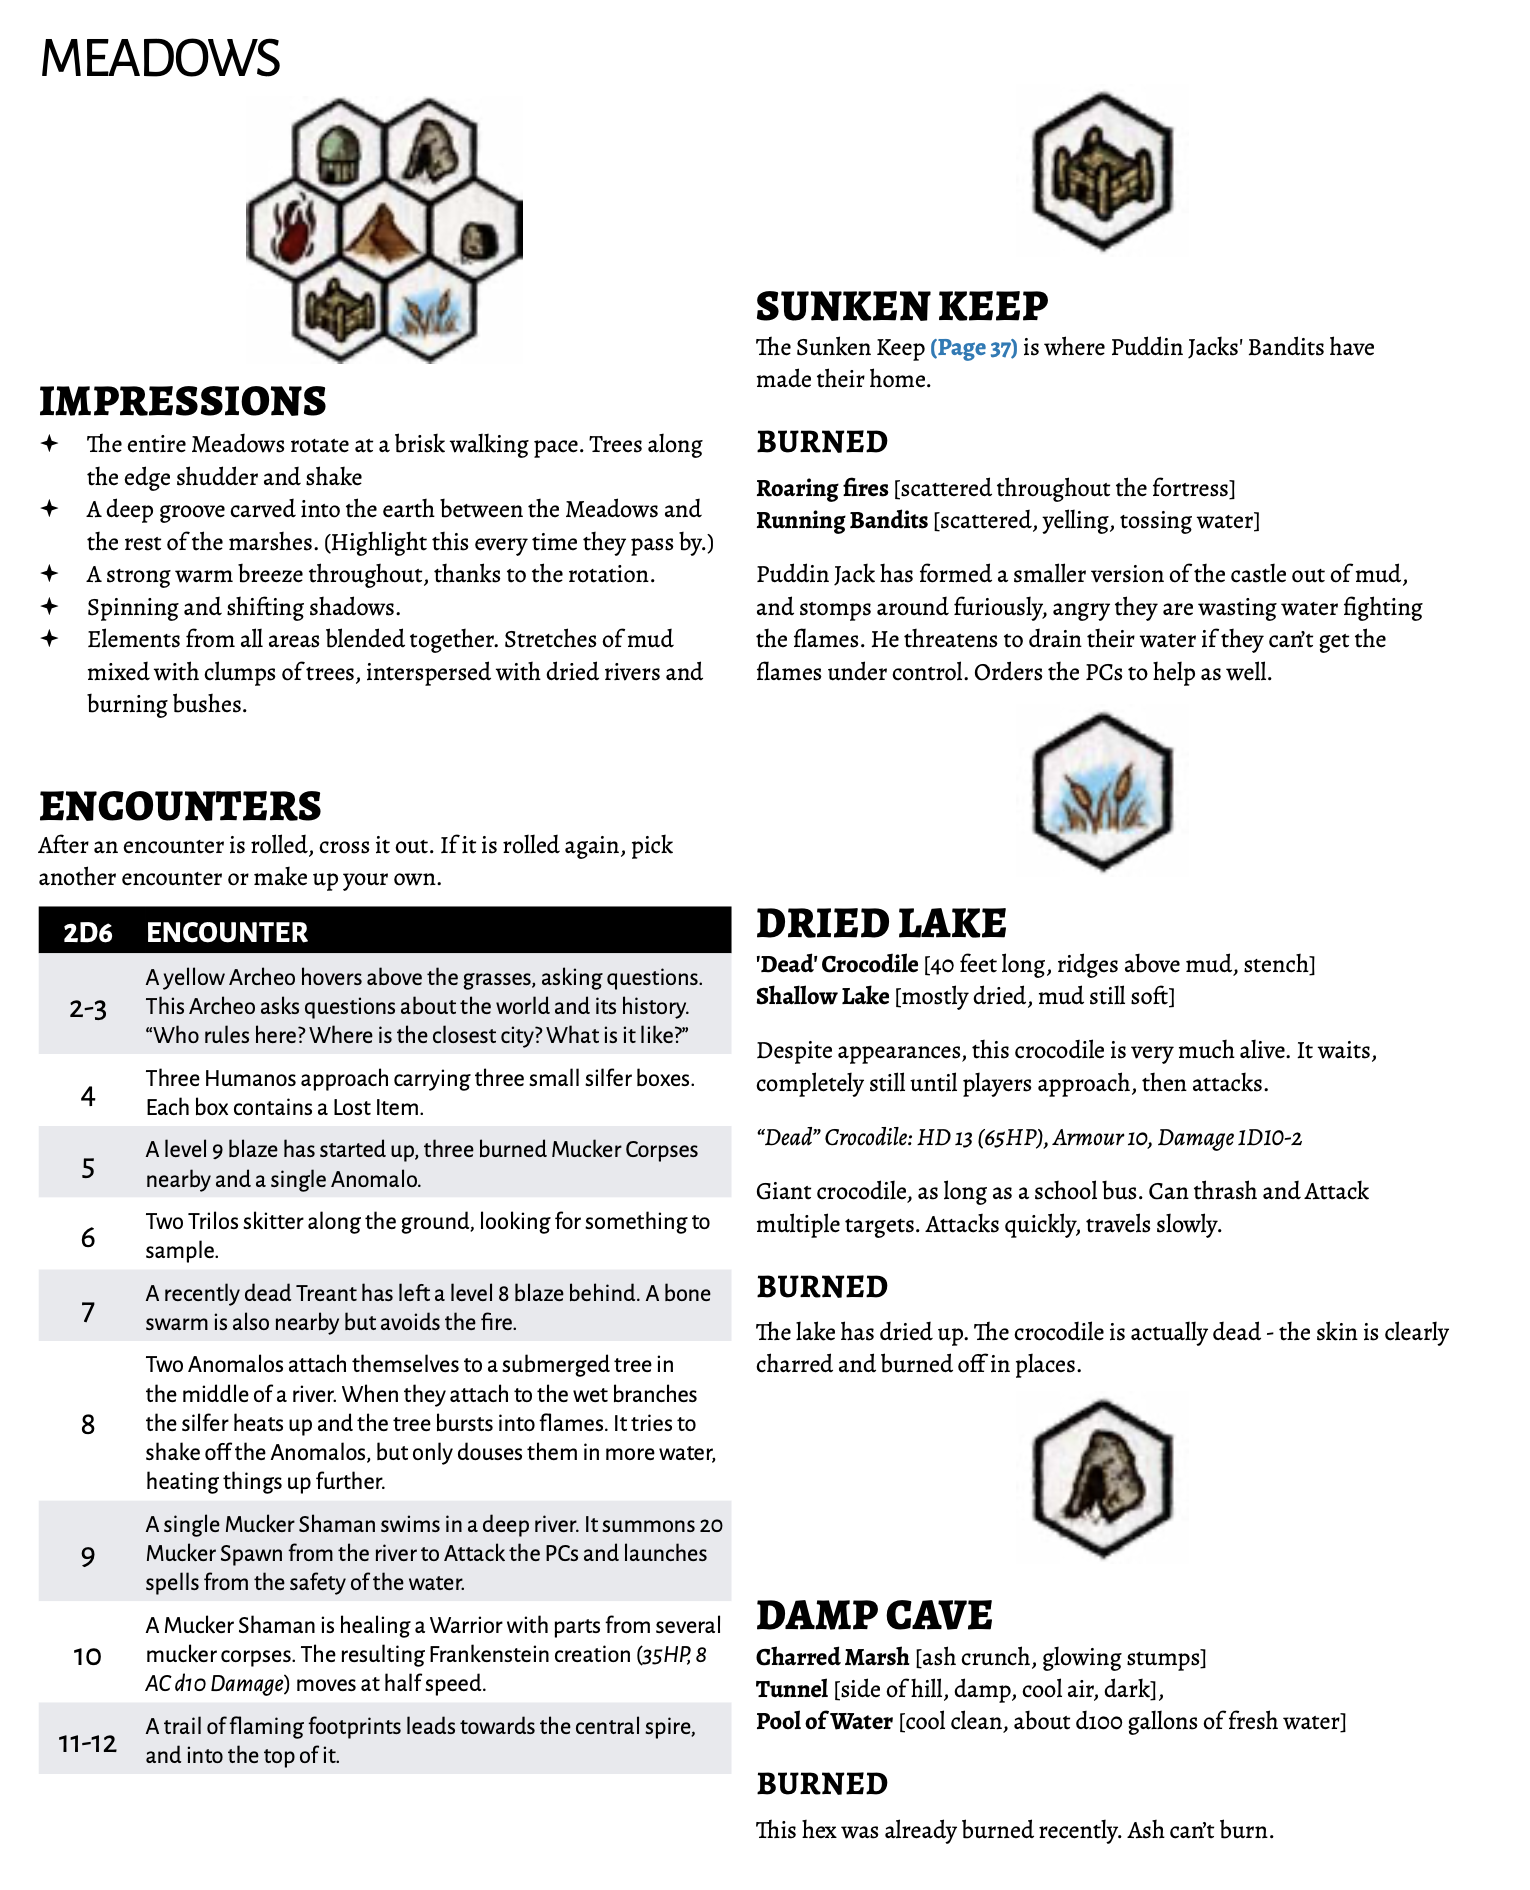 MEADOWS
IMPRESSIONS
✦ The entire Meadows rotate at a brisk walking pace. Trees along
the edge shudder and shake
✦ A deep groove carved into the earth between the Meadows and
the rest of the marshes. (Highlight this every time they pass by.)
✦ A strong warm breeze throughout, thanks to the rotation.
✦ Spinning and shifting shadows.
✦ Elements from all areas blended together. Stretches of mud
mixed with clumps of trees, interspersed with dried rivers and
burning bushes.
ENCOUNTERS
After an encounter is rolled, cross it out. If it is rolled again, pick
another encounter or make up your own.
2D6 ENCOUNTER
2-3 A yellow Archeo hovers above the grasses, asking questions.
This Archeo asks questions about the world and its history.
“Who rules here? Where is the closest city? What is it like?”
4 Three Humanos approach carrying three small silfer boxes.
Each box contains a Lost Item.
5 A level 9 blaze has started up, three burned Mucker Corpses
nearby and a single Anomalo.
6 Two Trilos skitter along the ground, looking for something to
sample.
7 A recently dead Treant has left a level 8 blaze behind. A bone
swarm is also nearby but avoids the fire.
8 Two Anomalos attach themselves to a submerged tree in
the middle of a river. When they attach to the wet branches
the silfer heats up and the tree bursts into flames. It tries to
shake off the Anomalos, but only douses them in more water,
heating things up further.
9 A single Mucker Shaman swims in a deep river. It summons 20
Mucker Spawn from the river to Attack the PCs and launches
spells from the safety of the water.
10 A Mucker Shaman is healing a Warrior with parts from several
mucker corpses. The resulting Frankenstein creation (35HP, 8
AC d10 Damage) moves at half speed.
11-12 A trail of flaming footprints leads towards the central spire,
and into the top of it.
SUNKEN KEEP
The Sunken Keep (Page 37) is where Puddin Jacks' Bandits have
made their home.
BURNED
Roaring fires [scattered throughout the fortress]
Running Bandits [scattered, yelling, tossing water]
Puddin Jack has formed a smaller version of the castle out of mud,
and stomps around furiously, angry they are wasting water fighting
the flames. He threatens to drain their water if they can’t get the
flames under control. Orders the PCs to help as well.
DRIED LAKE
'Dead' Crocodile [40 feet long, ridges above mud, stench]
Shallow Lake [mostly dried, mud still soft]
Despite appearances, this crocodile is very much alive. It waits,
completely still until players approach, then attacks.
“Dead” Crocodile: HD 13 (65HP), Armour 10, Damage 1D10-2
Giant crocodile, as long as a school bus. Can thrash and Attack
multiple targets. Attacks quickly, travels slowly.
BURNED
The lake has dried up. The crocodile is actually dead - the skin is clearly
charred and burned off in places.
DAMP CAVE
Charred Marsh [ash crunch, glowing stumps]
Tunnel [side of hill, damp, cool air, dark],
Pool of Water [cool clean, about d100 gallons of fresh water]
BURNED
This hex was already burned recently. Ash can’t burn.